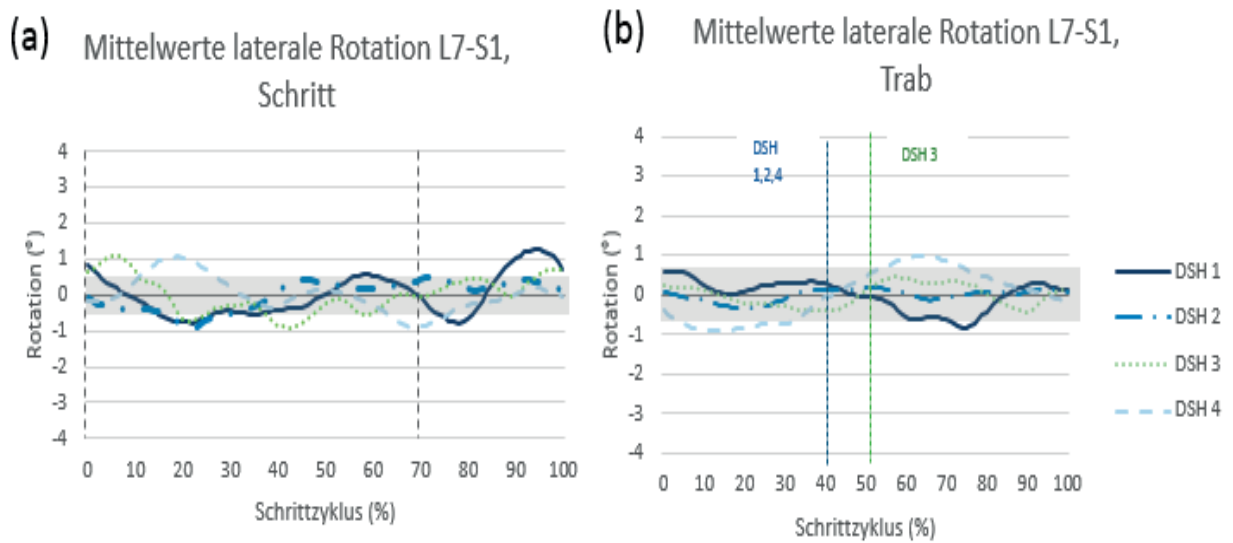 (a)
Mittelwerte laterale Rotation L7-S1,
Schritt
4
3
2
1
0
-1
-2
-3
-4
Rotation (°)
0 10 20 30 40 50 60 70 80 90 100
Schrittzyklus (%)
(b)
Mittelwerte laterale Rotation L7-S1,
Trab
DSH
1,2,4
DSH 3
4
3
2
1
0
-1
-2
-3
-4
Rotation (°)
0 10 20 30 40 50 60 70 80 90 100
Schrittzyklus (%)
DSH 1
DSH 2
DSH 3
DSH 4